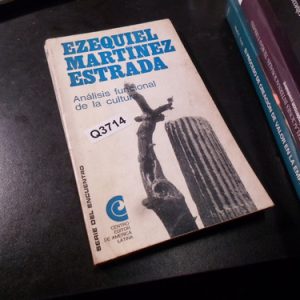 EZEQUIEL
MARTINEZ
ESTRADA
Análisis funcional
de la cultura
Q3714
SERIE DEL ENCUENTRO
CENTRO
EDITOR
DE AMERICA
LATINA